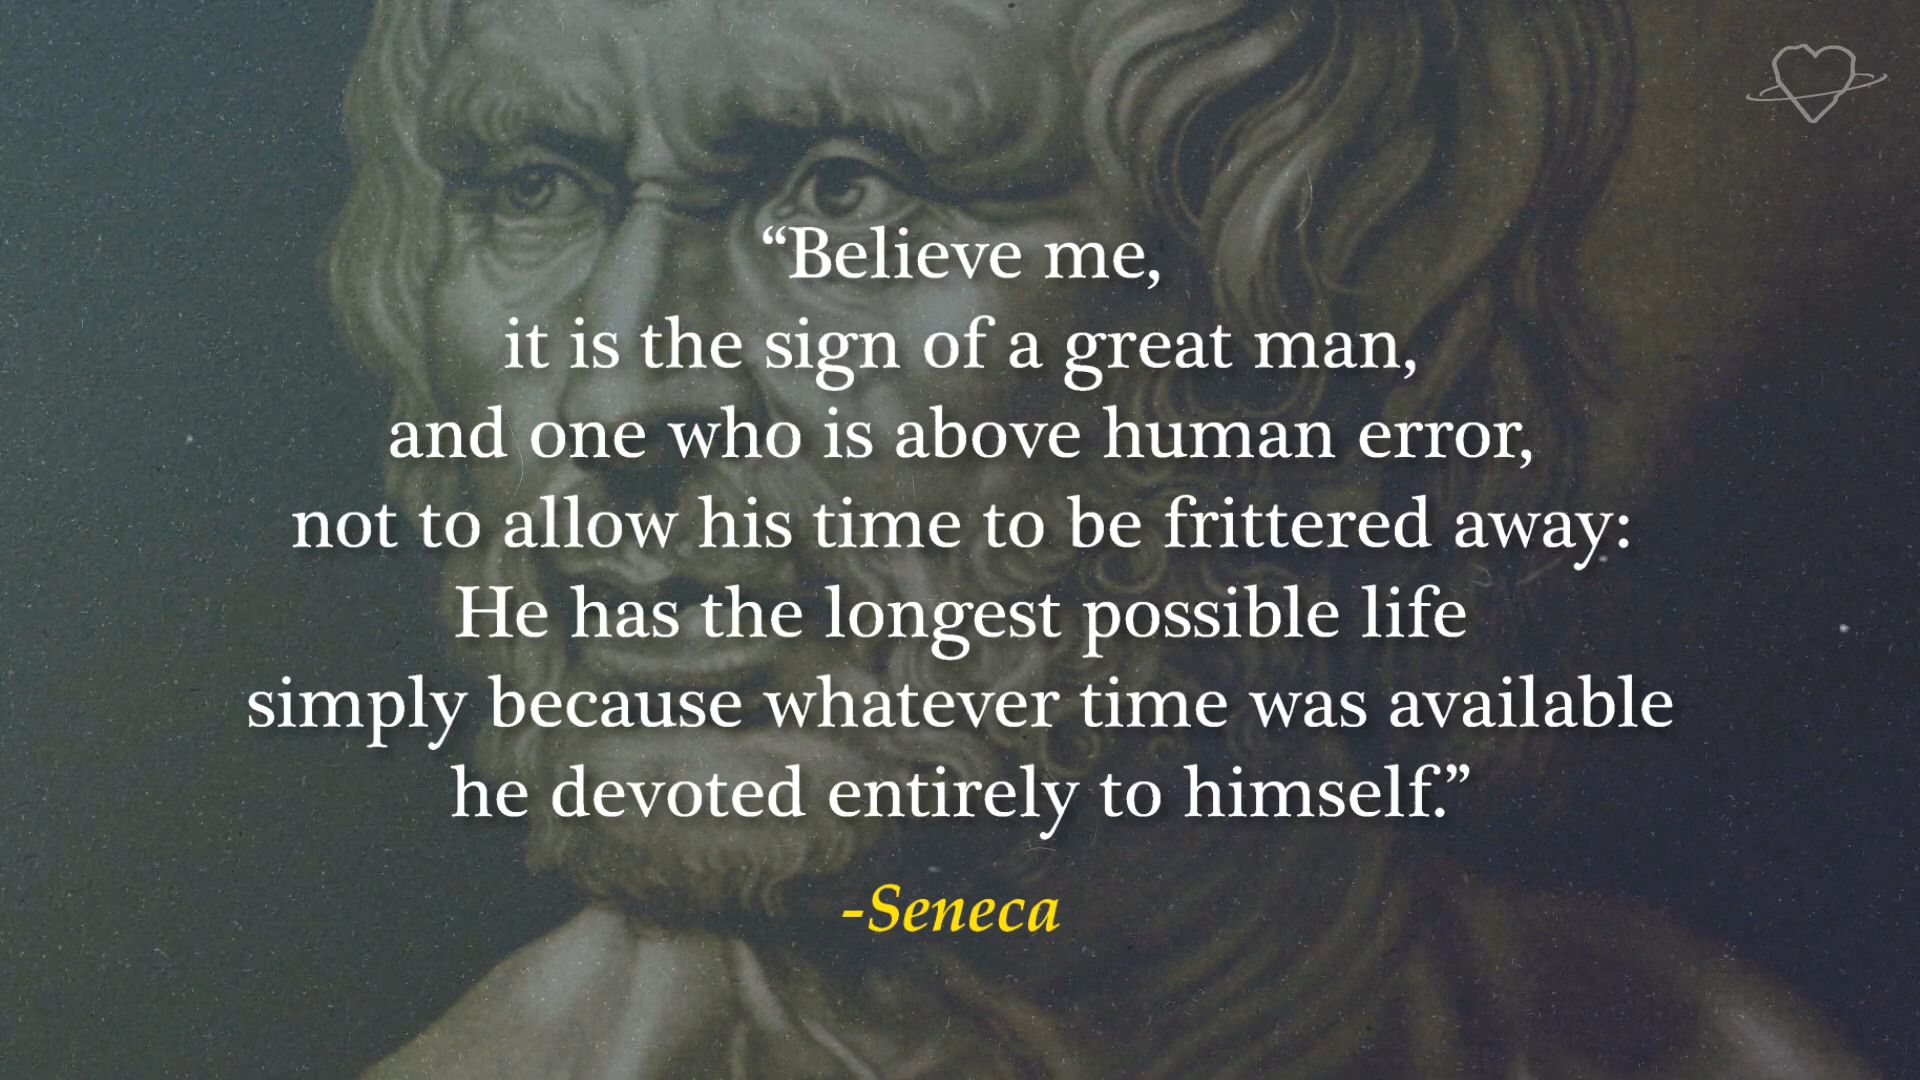 “Believe me,
it is the sign of a great man,
and one who is above human error,
not to allow his time to be frittered away:
He has the longest possible life
simply because whatever time was available
he devoted entirely to himself.”
-Seneca